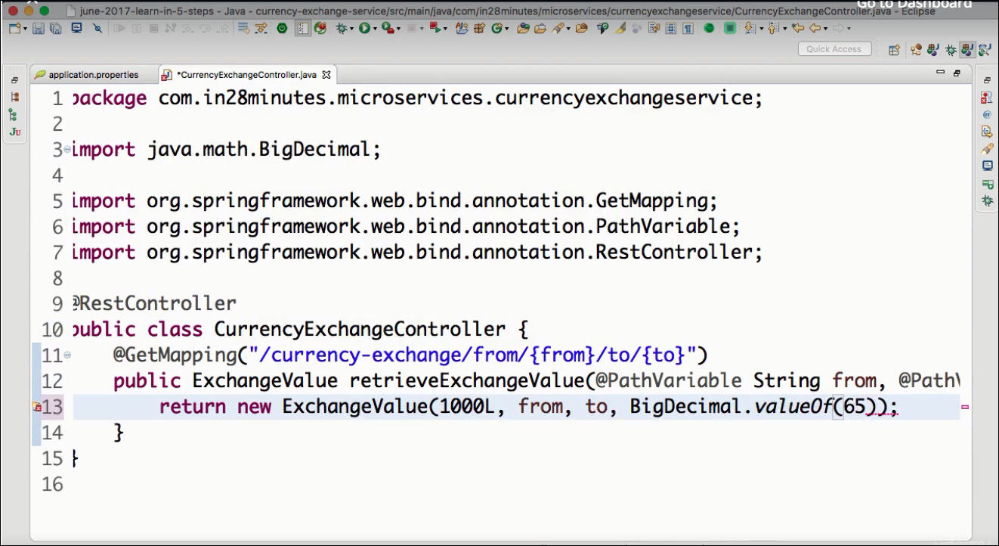 Go to Dashboard
june-2017-learn-in-5-steps - Java - currency-exchange-service/src/main/java/com/in28minutes/microservices/currencyexchangeservice/CurrencyExchangeController.java - Eclipse
Quick Access
application.properties *CurrencyExchangeController.java
1 package com.in28minutes.microservices.currencyexchangeservice;
2
3 import java.math.BigDecimal;
4
5 import org.springframework.web.bind.annotation.GetMapping;
6 import org.springframework.web.bind.annotation.PathVariable;
7 import org.springframework.web.bind.annotation.RestController;
8
9 @RestController
10 public class CurrencyExchangeController {
11 @GetMapping("/currency-exchange/from/{from}/to/{to}")
12 public ExchangeValue retrieveExchangeValue(@PathVariable String from, @PathV
13 return new ExchangeValue(1000L, from, to, BigDecimal.valueOf(65));
14 }
15 }
16
Ju
@